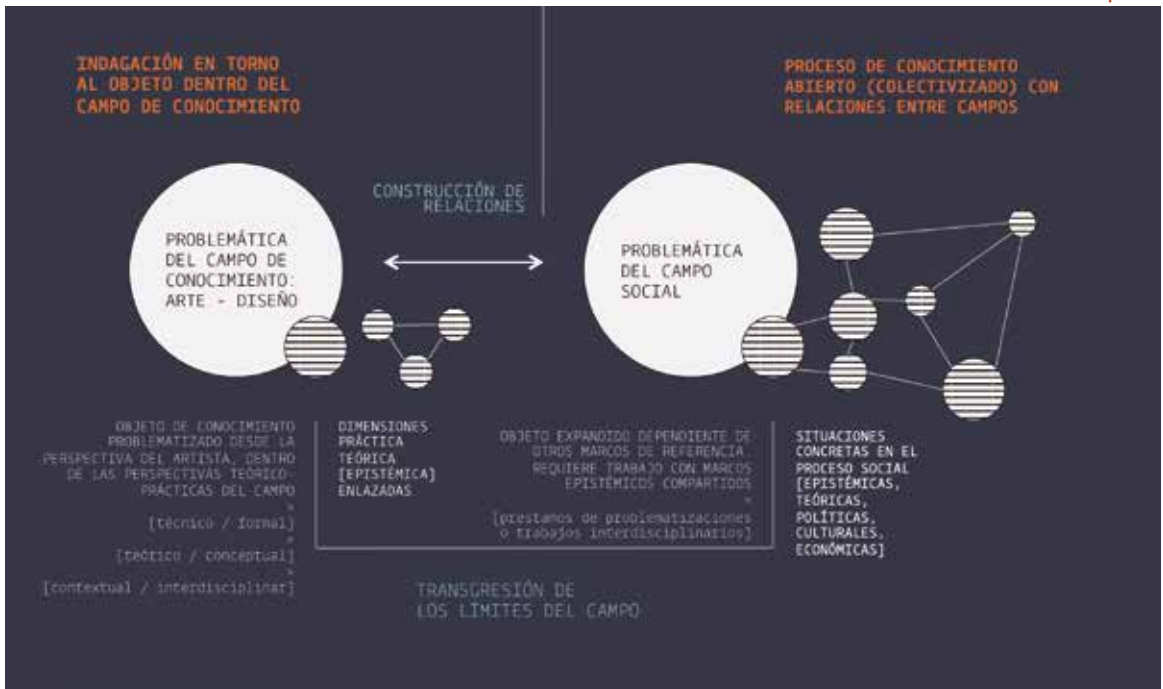 INDAGACIÓN EN TORNO
AL OBJETO DENTRO DEL
CAMPO DE CONOCIMIENTO
PROCESO DE CONOCIMIENTO
ABIERTO (COLECTIVIZADO) CON
RELACIONES ENTRE CAMPOS
CONSTRUCCIÓN DE
RELACIONES
PROBLEMÁTICA
DEL CAMPO DE
CONOCIMIENTO:
ARTE - DISEÑO
PROBLEMÁTICA
DEL CAMPO
SOCIAL
OBJETO DE CONOCIMIENTO
PROBLEMATIZADO DESDE LA
PERSPECTIVA DEL ARTISTA, DENTRO
DE LAS PERSPECTIVAS TEÓRICO-
PRÁCTICAS DEL CAMPO
[técnico / formal]
[teórico / conceptual]
[contextual / interdisciplinar]
DIMENSIONES
PRÁCTICA
TEÓRICA
[EPISTÉMICA]
ENLAZADAS
OBJETO EXPANDIDO DEPENDIENTE DE
OTROS MARCOS DE REFERENCIA.
REQUIERE TRABAJO CON MARCOS
EPISTÉMICOS COMPARTIDOS
[prestamos de problematizaciones
o trabajos interdisciplinarios]
SITUACIONES
CONCRETAS EN EL
PROCESO SOCIAL
[EPISTÉMICAS,
TEÓRICAS,
POLÍTICAS,
CULTURALES,
ECONÓMICAS]
TRANSGRESIÓN DE
LOS LÍMITES DEL CAMPO